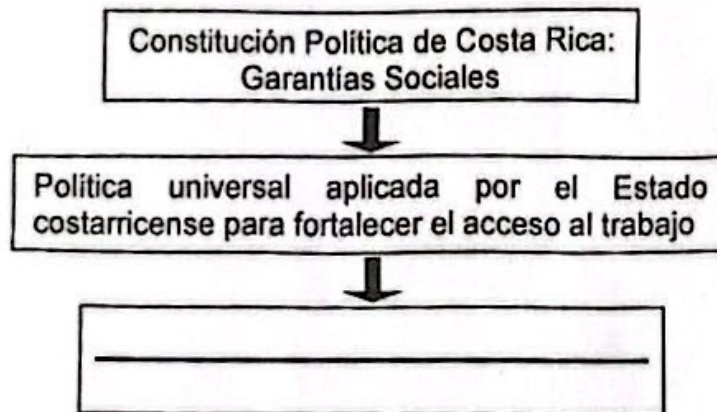 Constitución Política de Costa Rica:
Garantías Sociales
Política universal aplicada por el Estado
costarricense para fortalecer el acceso al trabajo